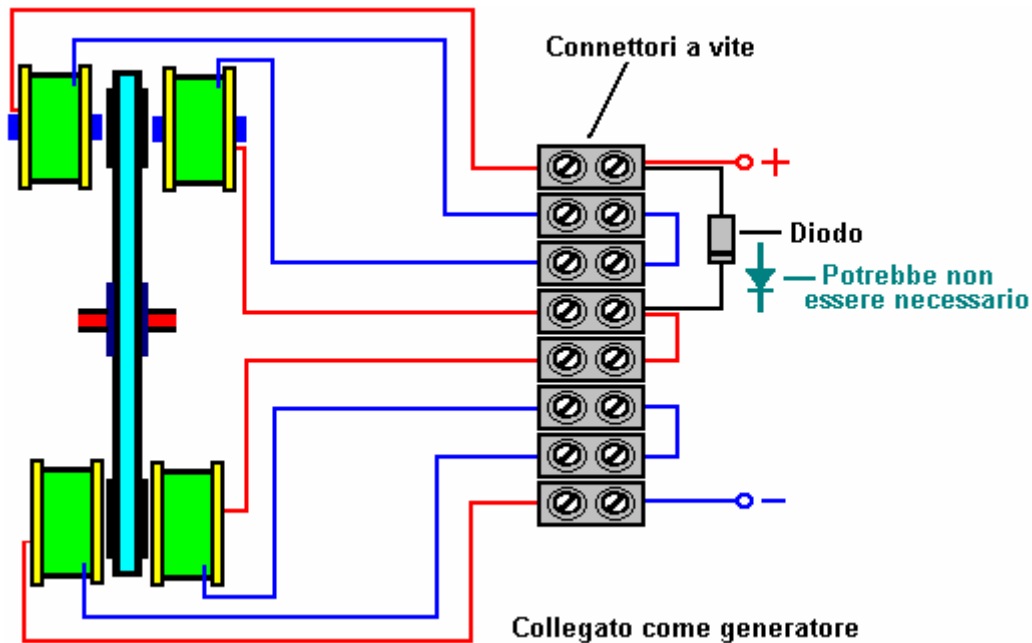 Connettori a vite
+
Diodo
Potrebbe non
essere necessario
-
Collegato come generatore